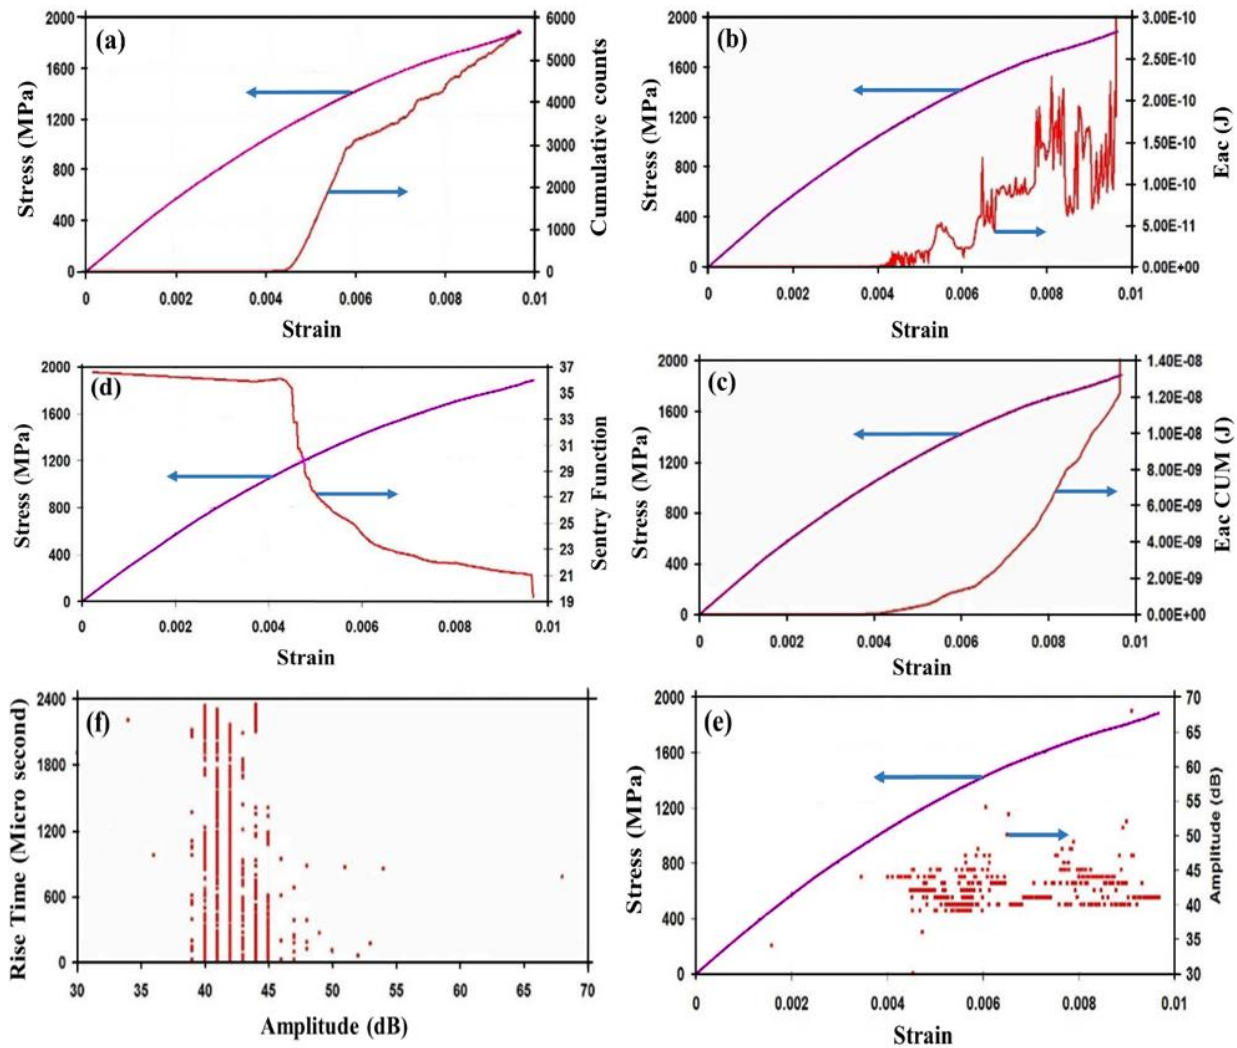 (a)
Stress (MPa)
2000
1600
1200
800
400
0
0 0.002 0.004 0.006 0.008 0.01
Strain
6000
5000
4000
3000
2000
1000
0
Cumulative counts
(b)
Stress (MPa)
2000
1600
1200
800
400
0
0 0.002 0.004 0.006 0.008 0.01
Strain
3.00E-10
2.50E-10
2.00E-10
1.50E-10
1.00E-10
5.00E-11
0.00E+00
Eac (J)
(d)
Stress (MPa)
2000
1600
1200
800
400
0
0 0.002 0.004 0.006 0.008 0.01
Strain
37
35
33
31
29
27
25
23
21
19
Sentry Function
(c)
Stress (MPa)
2000
1600
1200
800
400
0
0 0.002 0.004 0.006 0.008 0.01
Strain
1.40E-08
1.20E-08
1.00E-08
8.00E-09
6.00E-09
4.00E-09
2.00E-09
0.00E+00
Eac CUM (J)
(f)
Rise Time (Micro second)
2400
1800
1200
600
0
30 35 40 45 50 55 60 65 70
Amplitude (dB)
(e)
Stress (MPa)
2000
1600
1200
800
400
0
0 0.002 0.004 0.006 0.008 0.01
Strain
70
65
60
55
50
45
40
35
30
Amplitude (dB)